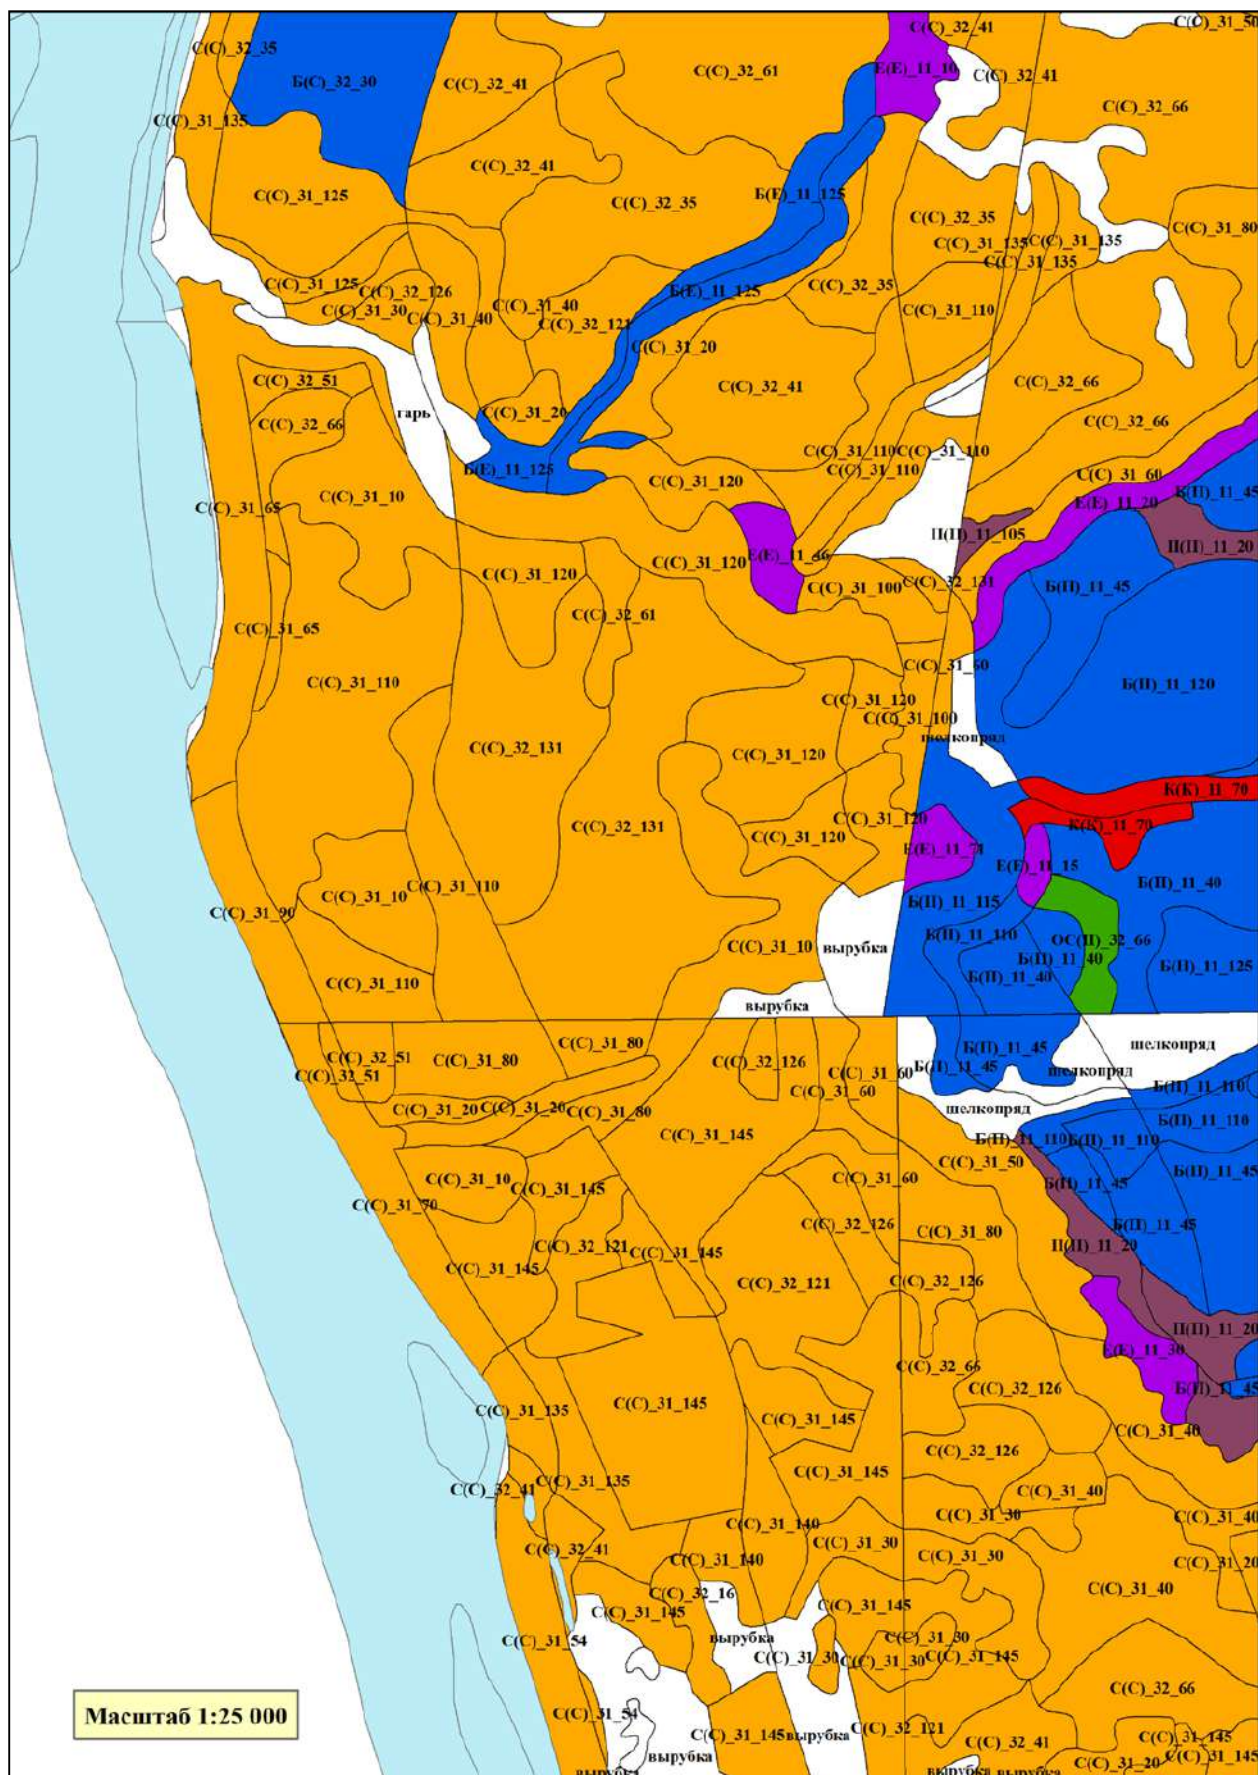 С(С)_31_50
С(С)_32_41
С(С)_32_35
С(С)_32_61
Е(Е)_11_10
С(С)_32_41
Б(С)_32_30
С(С)_32_41
С(С)_32_66
С(С)_31_135
С(С)_32_41
С(С)_31_125
Б(Е)_11_125
С(С)_32_35
С(С)_32_35
С(С)_31_80
С(С)_31_135
С(С)_31_135
С(С)_31_135
С(С)_31_125
С(С)_32_126
Б(Е)_11_125
С(С)_32_35
С(С)_31_30
С(С)_31_40
С(С)_31_40
С(С)_32_121
С(С)_31_110
С(С)_31_20
С(С)_32_51
С(С)_32_41
С(С)_32_66
гарь
С(С)_31_20
С(С)_32_66
С(С)_32_66
С(С)_31_110
С(С)_31_110
С(С)_31_110
Б(Е)_11_125
С(С)_31_120
С(С)_31_60
С(С)_31_10
Б(П)_11_45
Е(Е)_11_20
С(С)_31_65
П(П)_11_105
П(П)_11_20
Е(Е)_11_46
С(С)_31_120
С(С)_31_120
С(С)_32_131
С(С)_31_100
Б(П)_11_45
С(С)_32_61
С(С)_31_65
С(С)_31_60
С(С)_31_110
Б(П)_11_120
С(С)_31_120
С(С)_31_100
шелкопряд
С(С)_32_131
С(С)_31_120
К(К)_11_70
С(С)_31_120
С(С)_32_131
К(К)_11_70
С(С)_31_120
Е(Е)_11_71
Е(Е)_11_15
Б(П)_11_40
С(С)_31_110
С(С)_31_10
Б(П)_11_115
С(С)_31_90
Б(П)_11_110
С(С)_31_10
вырубка
ОС(П)_32_66
Б(П)_11_40
Б(П)_11_125
Б(П)_11_40
С(С)_31_110
вырубка
С(С)_31_80
шелкопряд
Б(П)_11_45
С(С)_32_51
С(С)_31_80
С(С)_32_126
Б(П)_11_45
шелкопряд
С(С)_31_60
С(С)_32_51
Б(П)_11_110
С(С)_31_60
С(С)_31_20
С(С)_31_20
С(С)_31_80
шелкопряд
Б(П)_11_110
С(С)_31_145
Б(П)_11_110
Б(П)_11_110
С(С)_31_50
С(С)_31_10
С(С)_31_145
С(С)_31_60
Б(П)_11_45
Б(П)_11_45
С(С)_31_70
С(С)_32_126
Б(П)_11_45
С(С)_31_80
С(С)_32_121
П(П)_11_20
С(С)_31_145
С(С)_31_145
С(С)_32_121
С(С)_32_126
П(П)_11_20
Е(Е)_11_30
С(С)_32_66
С(С)_32_126
Б(П)_11_45
С(С)_31_145
С(С)_31_135
С(С)_31_145
С(С)_31_40
С(С)_32_126
С(С)_31_145
С(С)_31_135
С(С)_32_41
С(С)_31_40
С(С)_31_30
С(С)_31_40
С(С)_31_140
С(С)_31_30
С(С)_32_41
С(С)_31_140
С(С)_31_30
С(С)_31_20
С(С)_31_40
С(С)_32_16
С(С)_31_145
С(С)_31_145
С(С)_31_54
вырубка
С(С)_31_30
С(С)_31_30
С(С)_31_30
С(С)_31_145
С(С)_32_66
Масштаб 1:25 000
С(С)_31_54
С(С)_32_121
С(С)_31_145
вырубка
С(С)_31_145
С(С)_32_41
вырубка
С(С)_31_145
С(С)_31_20
вырубка
вырубка
вырубка